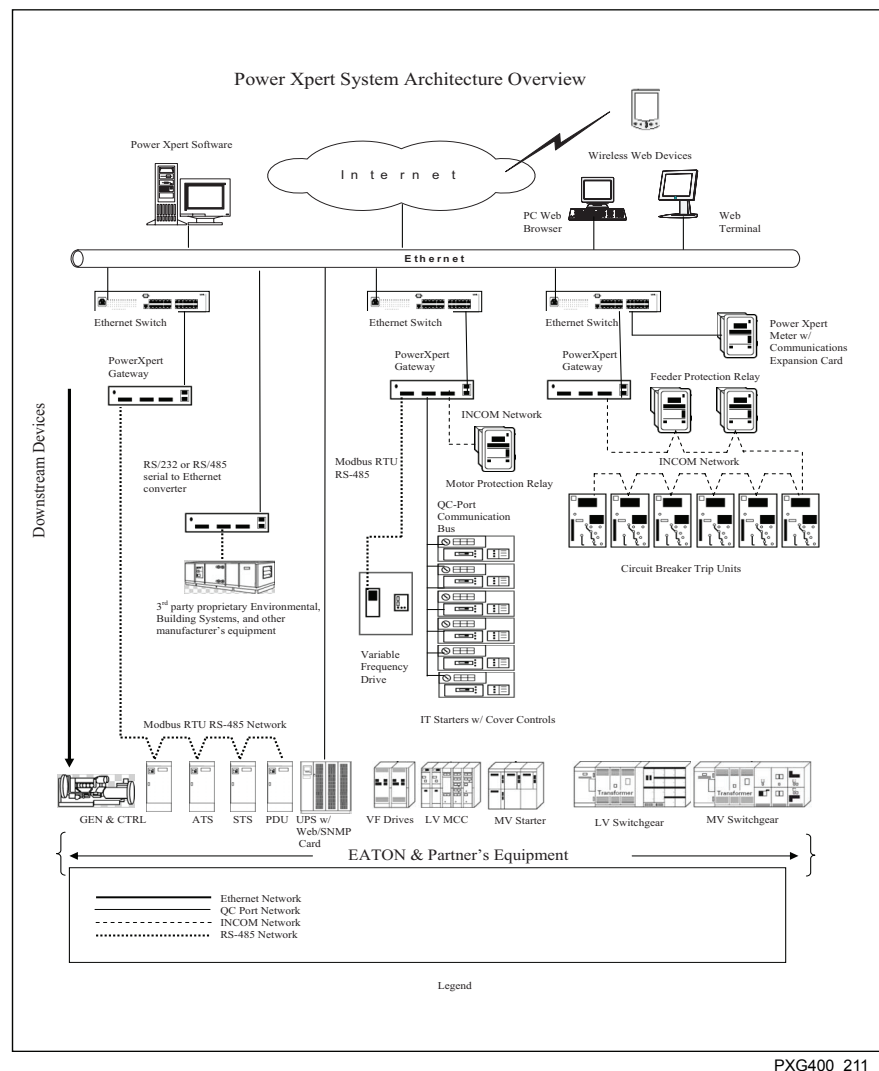 Power Xpert System Architecture Overview
Power Xpert Software
Internet
Wireless Web Devices
PC Web
Browser
Web
Terminal
Ethernet
Ethernet Switch
Ethernet Switch
Ethernet Switch
Power Xpert
Meter w/
Communications
Expansion Card
PowerXpert
Gateway
PowerXpert
Gateway
PowerXpert
Gateway
Feeder Protection Relay
Downstream Devices
INCOM Network
RS/232 or RS/485
serial to Ethernet
converter
Modbus RTU
RS-485
Motor Protection Relay
INCOM Network
QC-Port
Communication
Bus
Circuit Breaker Trip Units
3rd party proprietary Environmental,
Building Systems, and other
manufacturer's equipment
Variable
Frequency
Drive
IT Starters w/ Cover Controls
Modbus RTU RS-485 Network
Transformer
Transformer
GEN & CTRL
ATS
STS
PDU
UPS w/
Web/SNMP
Card
VF Drives
LV MCC
MV Starter
LV Switchgear
MV Switchgear
EATON & Partner's Equipment
Ethernet Network
QC Port Network
INCOM Network
RS-485 Network
Legend
PXG400_211